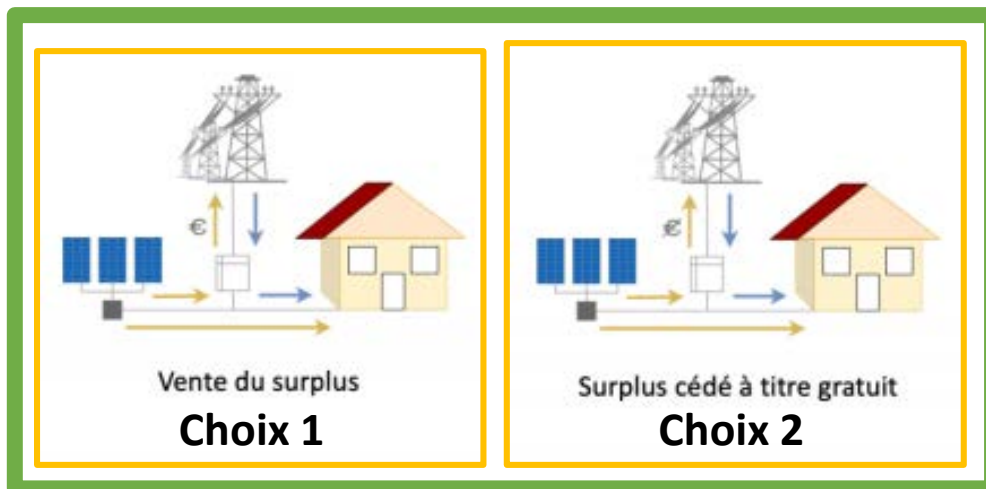 €
Vente du surplus
Choix 1
€
Surplus cédé à titre gratuit
Choix 2